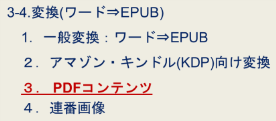 3-4.変換(ワード⇒EPUB)
1. 一般変換：ワード⇒EPUB
２．アマゾン・キンドル(KDP)向け変換
３． PDFコンテンツ
４．連番画像